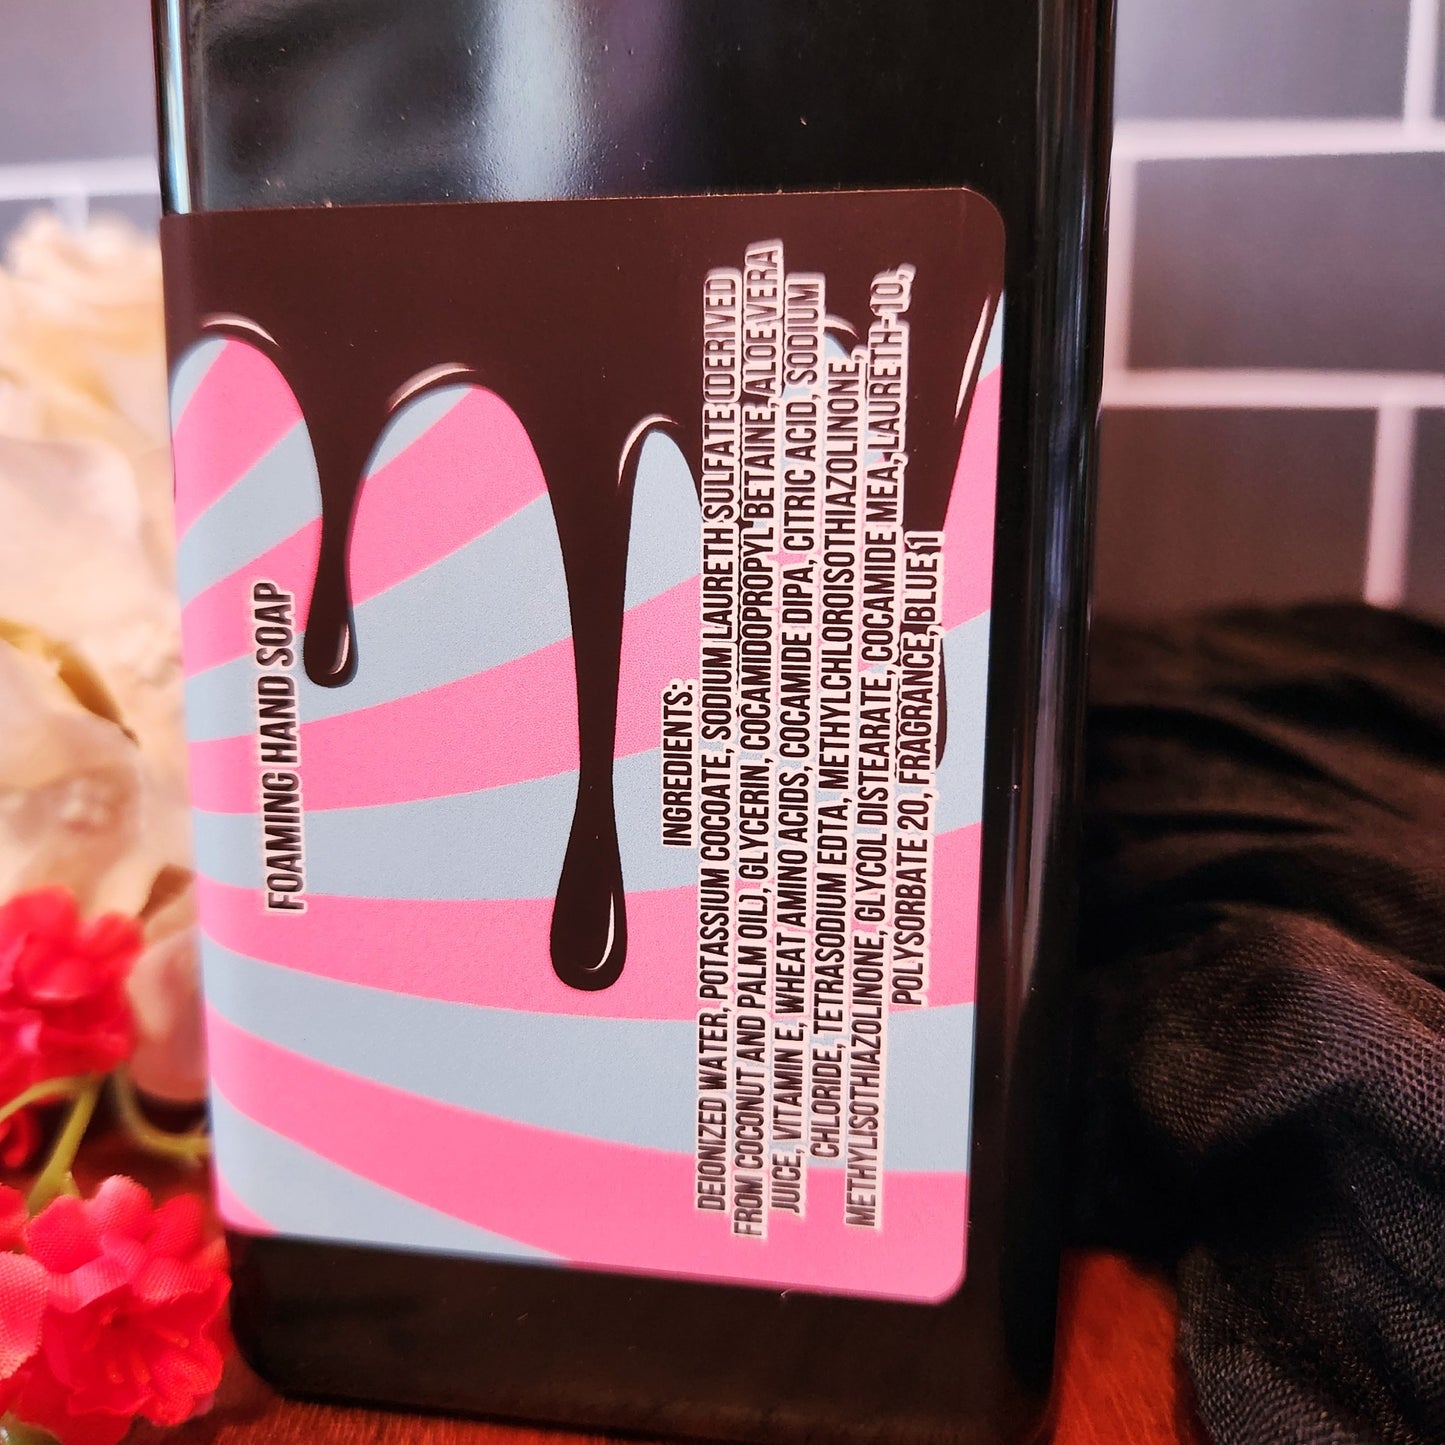 FOAMING HAND SOAP
INGREDIENTS:
DEIONIZED WATER, POTASSIUM COCOATE, SODIUM LAURETH SULFATE (DERIVED
FROM COCONUT AND PALM OIL), GLYCERIN, COCAMIDOPROPYL BETAINE, ALOE VERA
JUICE, VITAMIN E, WHEAT AMINO ACIDS, COCAMIDE DIPA, CITRIC ACID, SODIUM
CHLORIDE, TETRASODIUM EDTA, METHYLCHLOROISOTHIAZOLINONE,
METHYLISOTHIAZOLINONE, GLYCOL DISTEARATE, COCAMIDE MEA, LAURETH-10,
POLYSORBATE 20, FRAGRANCE, BLUE 1